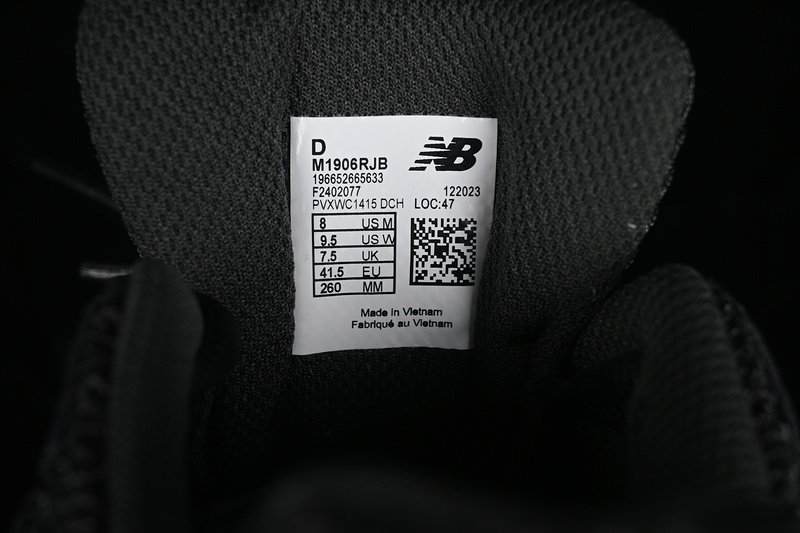 D
NB
M1906RJB
196652665633
F2402077 122023
PVXWC1415 DCH LOC:47
8 US M
9.5 US W
7.5 UK
41.5 EU
260 MM
Made in Vietnam
Fabriqué au Vietnam